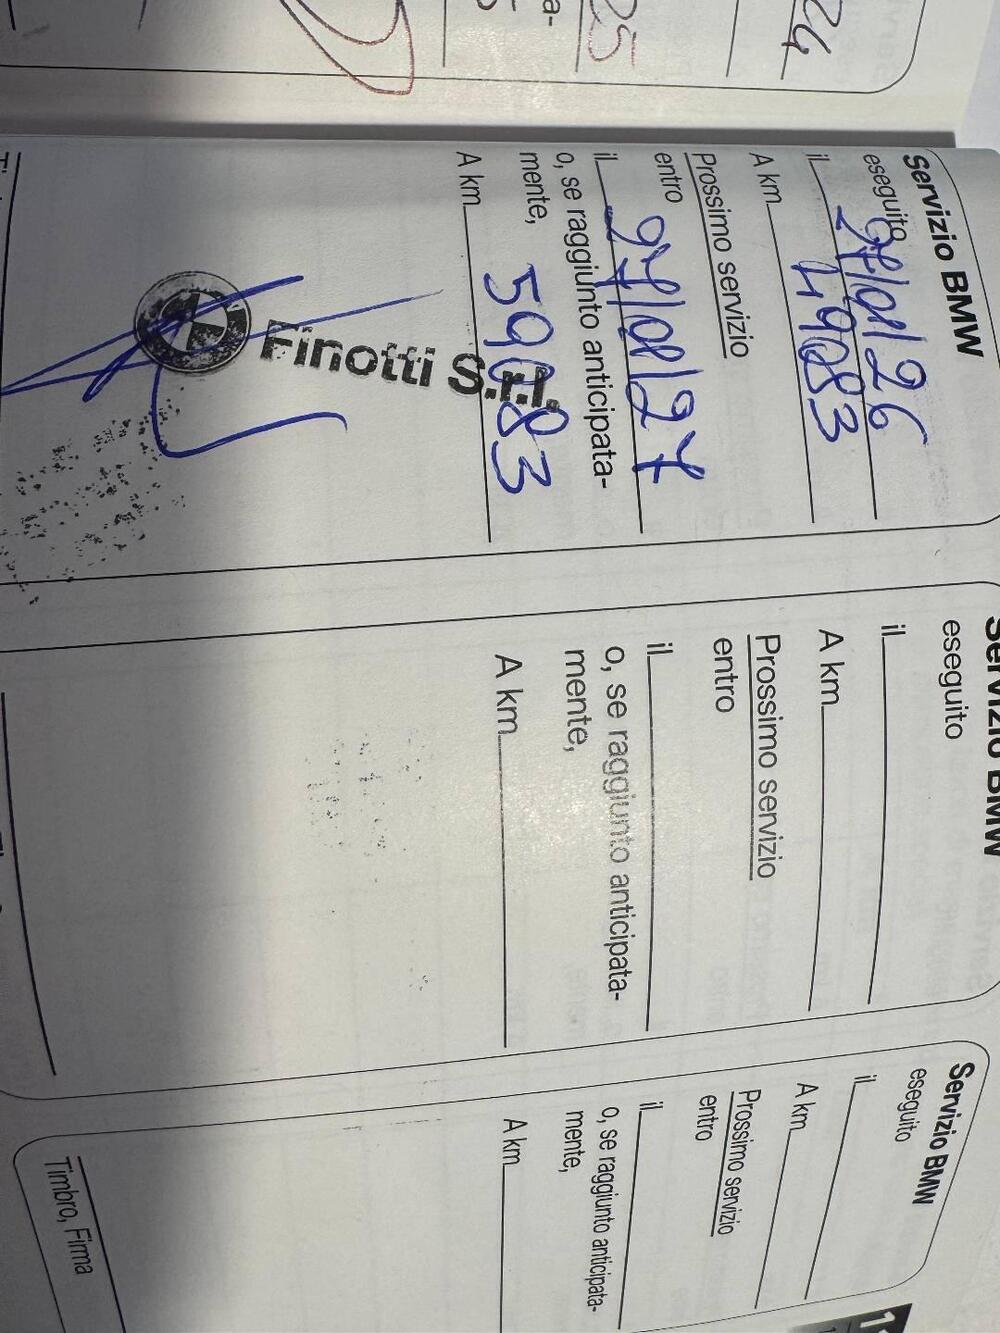 24
25
a-
Servizio BMW
eseguito
il 27/01/26
A km 49083
Prossimo servizio
entro
il 27/01/27
o, se raggiunto anticipata-
mente,
A km 59083
Finotti S.r.l.
Servizio BMW
eseguito
il
A km
Prossimo servizio
entro
il
o, se raggiunto anticipata-
mente,
A km
Servizio BMW
eseguito
il
A km
Prossimo servizio
entro
il
o, se raggiunto anticipata-
mente,
A km
Timbro, Firma